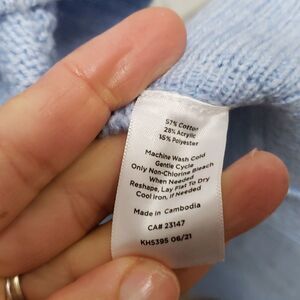 57% Cotton
28% Acrylic
15% Polyester
Machine Wash Cold
Gentle Cycle
Only Non-Chlorine Bleach
When Needed
Reshape, Lay Flat To Dry
Cool Iron, If Needed
Made in Cambodia
CA# 23147
KH5395 06/21